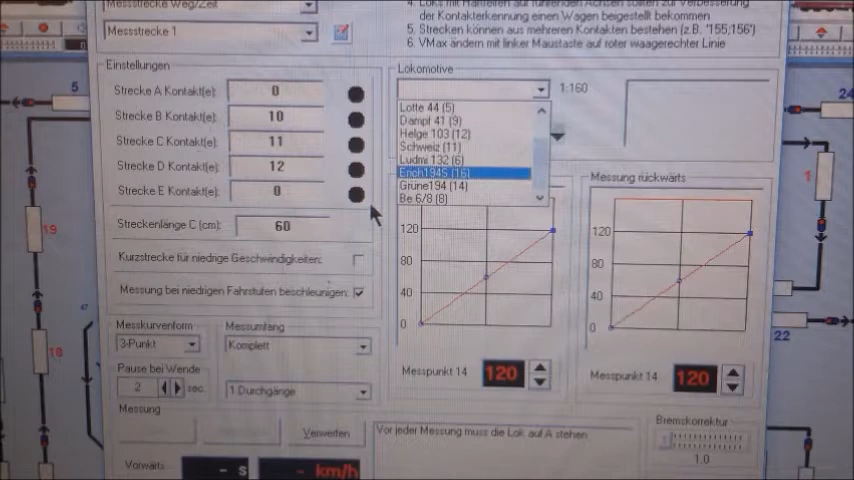 Messstrecke Weg/Zeit
Messstrecke 1
4. Loks mit Haftreifen auf führenden Achsen sollten zur Verbesserung
der Kontakterkennung einen Wagen beigestellt bekommen
5. Strecken können aus mehreren Kontakten bestehen (z.B. '155;156")
6. VMax ändern mit linker Maustaste auf roter waagerechter Linie
Einstellungen
Strecke A Kontakt(e): 0
Strecke B Kontakt(e): 10
Strecke C Kontakt(e): 11
Strecke D Kontakt(e): 12
Strecke E Kontakt(e): 0
Streckenlänge C (cm): 60
Kurzstrecke für niedrige Geschwindigkeiten:
Messung bei niedrigen Fahrstufen beschleunigen:
Messkurvenform
3-Punkt
Messumfang
Komplett
Pause bei Wende
2 sec.
1 Durchgänge
Messung
Verwerfen
Vorwärts
- s
- km/h
Lokomotive
1:160
Lotte 44 (5)
Dampf 41 (9)
Helge 103 (12)
Schweiz (11)
Ludmi 132 (6)
Erich194S (16)
Grüne194 (14)
Be 6/8 (8)
120
80
40
0
Messpunkt 14
120
Messung rückwärts
120
80
40
0
Messpunkt 14
120
Vor jeder Messung muss die Lok auf A stehen
Bremskorrektur
1.0
5
19
18
47
24
1
22